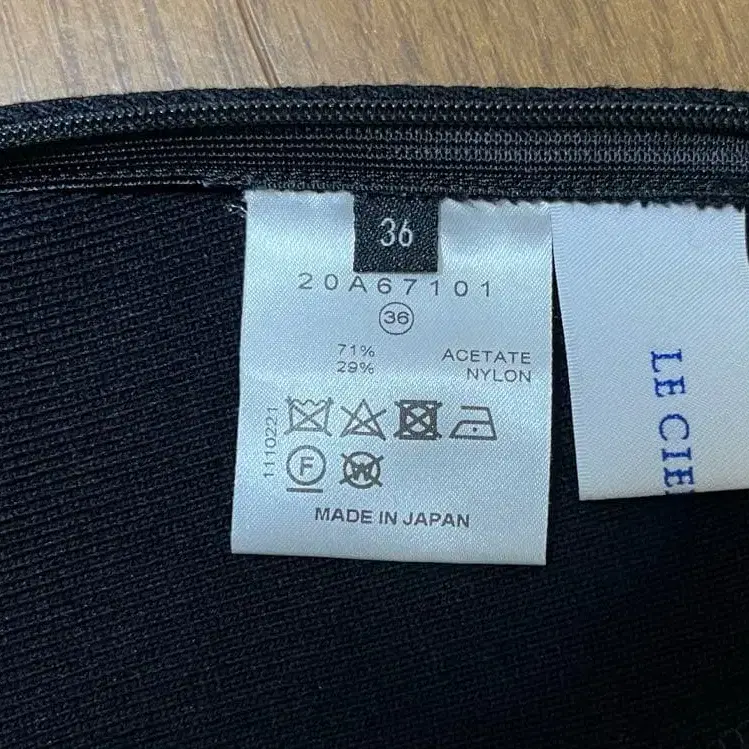 36
20A67101
36
71% ACETATE
29% NYLON
1110221
F
W
MADE IN JAPAN
LE CIE